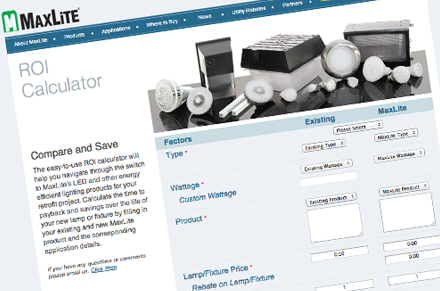 MAXLITE®
About MaxLite
Products
Applications
Where to Buy
News
Utility Rebates
Partners
ROI
Calculator
Compare and Save
The easy-to-use ROI calculator will
help you navigate through the switch
to MaxLite's LED and other energy
efficient lighting products for your
retrofit project. Calculate the time to
payback and savings over the life of
your new lamp or fixture by filling in
your existing and new MaxLite
product and the corresponding
application details.
If you have any questions or comments
please email us. Click Here
Factors Existing MaxLite
Please Select
Type * Existing Type MaxLite Type
Wattage * Existing Wattage MaxLite Wattage
Custom Wattage
Product * Existing Product MaxLite Product
Lamp/Fixture Price * 0.00 0.00
Rebate on Lamp/Fixture 0.00 0.00
1 1